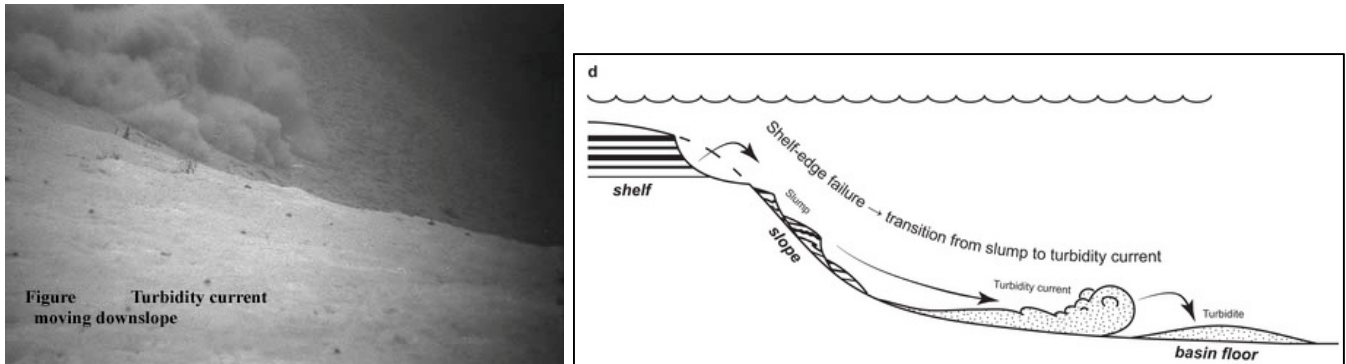 Figure Turbidity current
moving downslope
d
shelf
Shelf-edge failure → transition from slump to turbidity current
Slump
slope
Turbidity current
Turbidite
basin floor